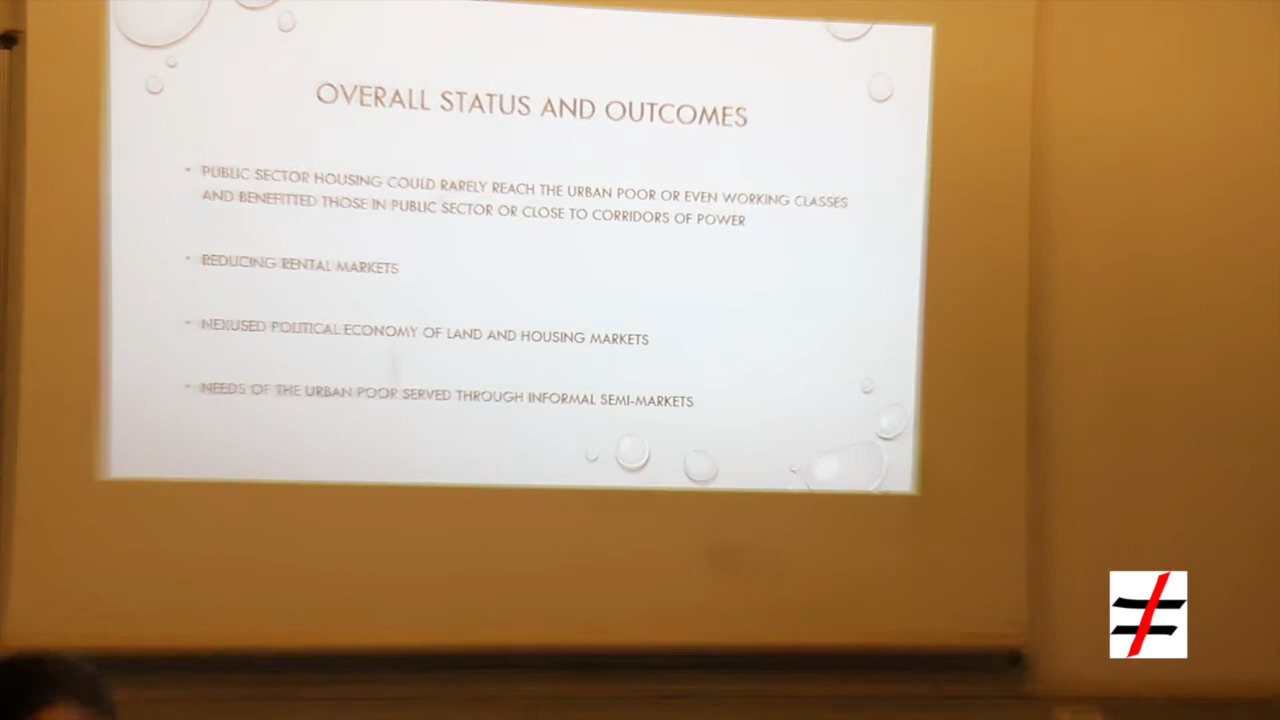 OVERALL STATUS AND OUTCOMES
• PUBLIC SECTOR HOUSING COULD RARELY REACH THE URBAN POOR OR EVEN WORKING CLASSES
AND BENEFITTED THOSE IN PUBLIC SECTOR OR CLOSE TO CORRIDORS OF POWER
• REDUCING RENTAL MARKETS
• NEXUSED POLITICAL ECONOMY OF LAND AND HOUSING MARKETS
• NEEDS OF THE URBAN POOR SERVED THROUGH INFORMAL SEMI-MARKETS